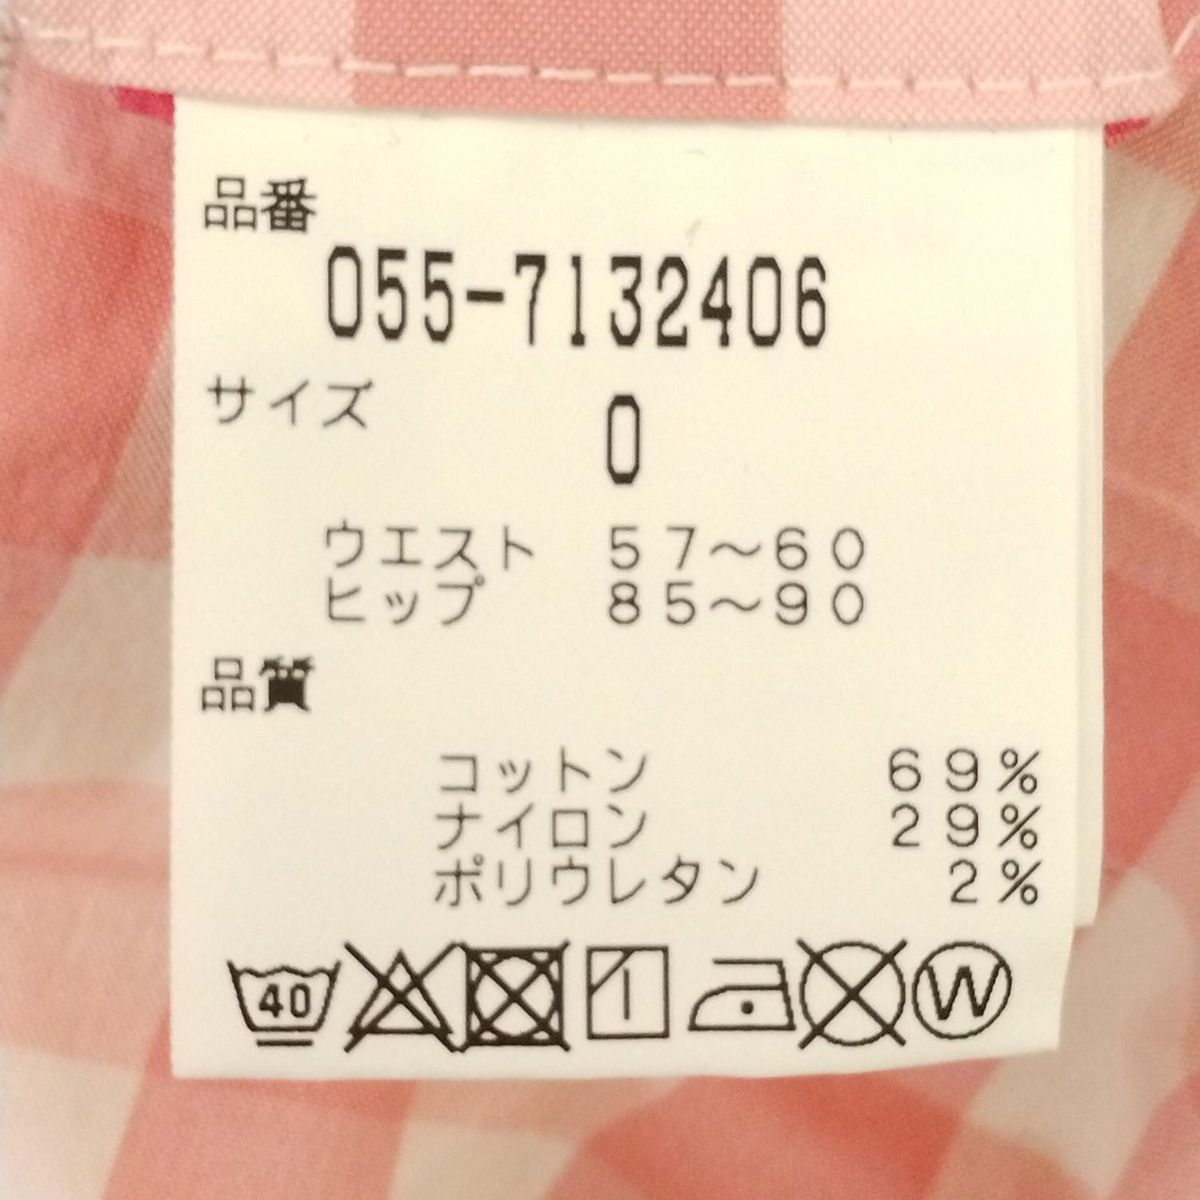 品番
055-7132406
サイズ
0
ウエスト 57〜60
ヒップ 85〜90
品質
コットン 69%
ナイロン 29%
ポリウレタン 2%
40 W